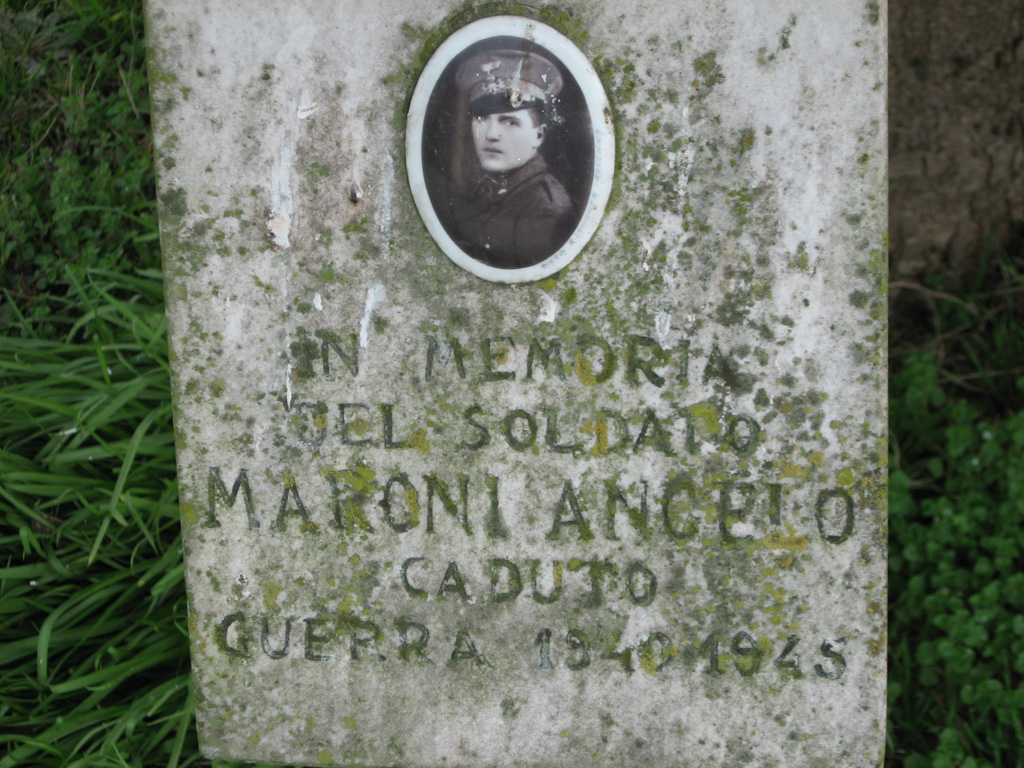 IN MEMORIA
DEL SOLDATO
MARONI ANGELO
CADUTO
GUERRA 1940 1945